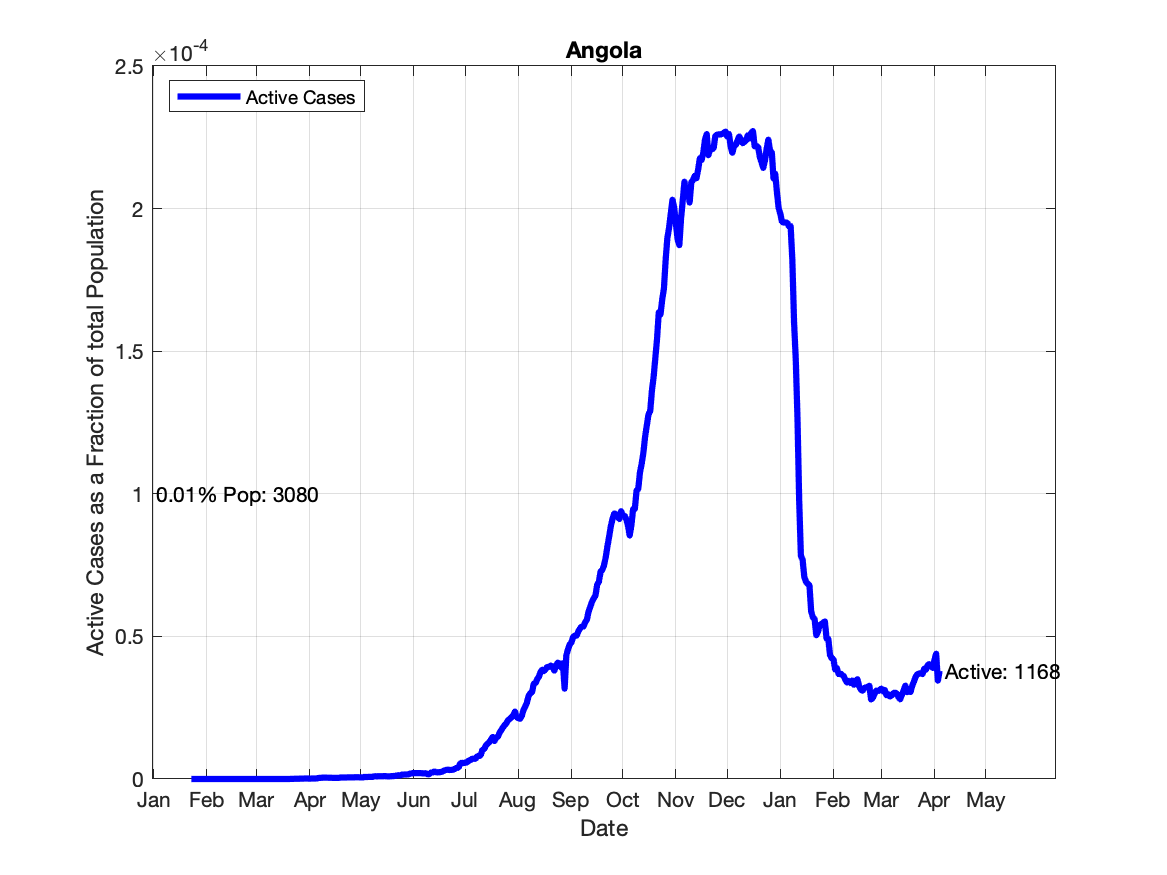 Angola
×10-4
2.5
2
1.5
1
0.5
0
Active Cases as a Fraction of total Population
Active Cases
0.01% Pop: 3080
Active: 1168
Jan Feb Mar Apr May Jun Jul Aug Sep Oct Nov Dec Jan Feb Mar Apr May
Date